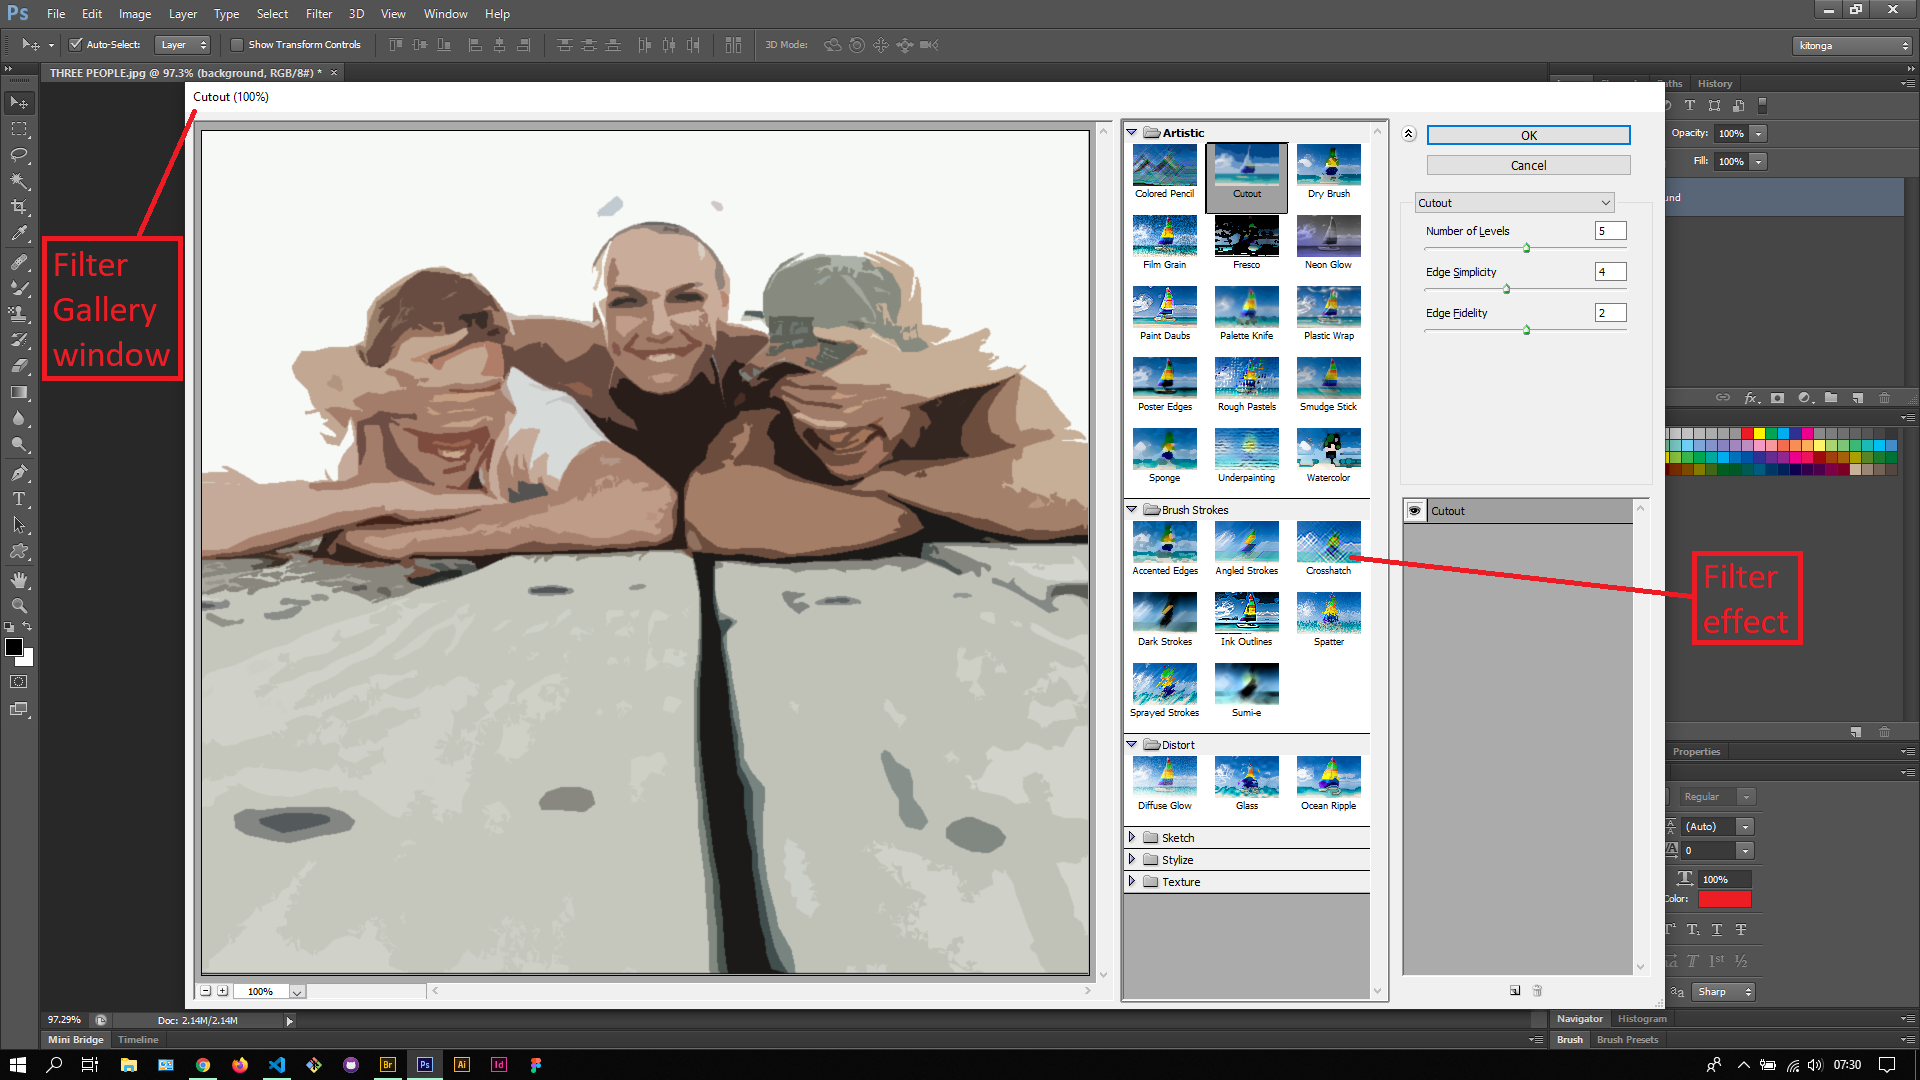 Ps File Edit Image Layer Type Select Filter 3D View Window Help
Auto-Select: Layer Show Transform Controls 3D Mode: kitonga
THREE PEOPLE.jpg @ 97.3% (background, RGB/8#) * ×
History
Cutout (100%)
Filter
Gallery
window
Artistic
Colored Pencil Cutout Dry Brush
Film Grain Fresco Neon Glow
Paint Daubs Palette Knife Plastic Wrap
Poster Edges Rough Pastels Smudge Stick
Sponge Underpainting Watercolor
Brush Strokes
Accented Edges Angled Strokes Crosshatch
Dark Strokes Ink Outlines Spatter
Sprayed Strokes Sumi-e
Distort
Diffuse Glow Glass Ocean Ripple
Sketch
Stylize
Texture
OK
Cancel
Cutout
Number of Levels 5
Edge Simplicity 4
Edge Fidelity 2
Cutout
Filter
effect
Opacity: 100%
Fill: 100%
und
Properties
Regular
(Auto)
0
100%
Color:
Sharp
100%
97.29% Doc: 2.14M/2.14M
Mini Bridge Timeline
Navigator Histogram
Brush Brush Presets
Br Ps Ai Id
07:30